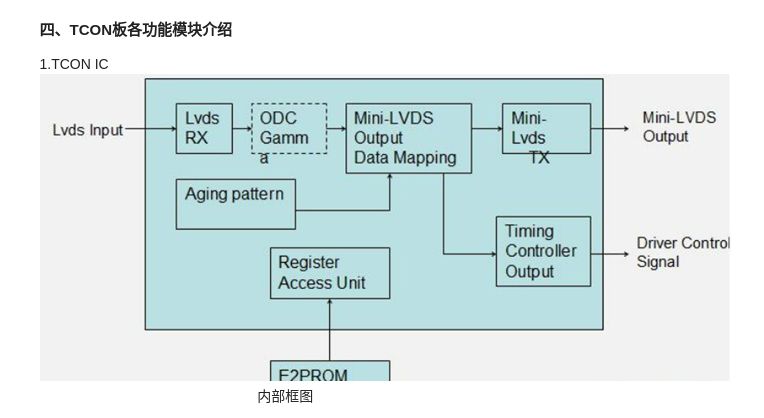 四、TCON板各功能模块介绍
1.TCON IC
Lvds Input
Lvds
RX
ODC
Gamm
a
Mini-LVDS
Output
Data Mapping
Mini-
Lvds
TX
Mini-LVDS
Output
Aging pattern
Timing
Controller
Output
Driver Control
Signal
Register
Access Unit
E2PROM
内部框图